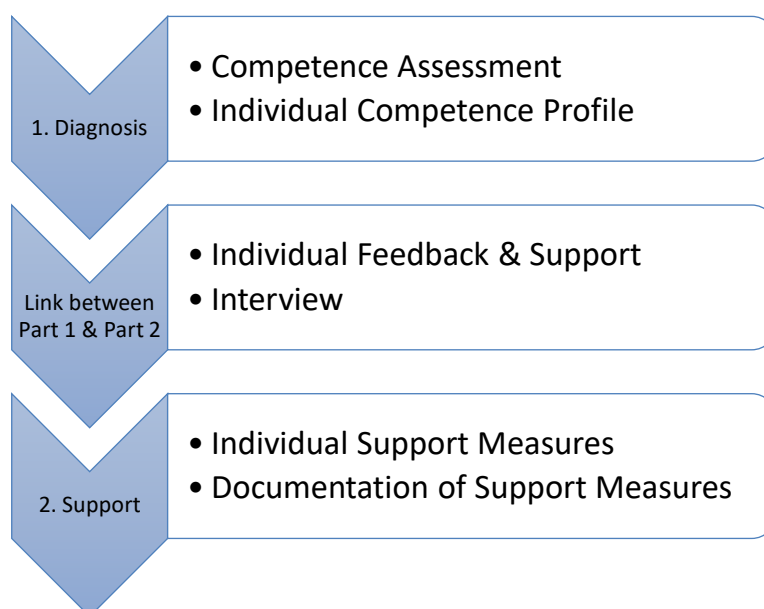 1. Diagnosis
• Competence Assessment
• Individual Competence Profile
Link between
Part 1 & Part 2
• Individual Feedback & Support
• Interview
2. Support
• Individual Support Measures
• Documentation of Support Measures